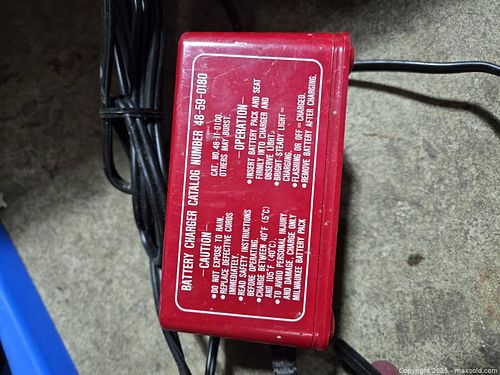 BATTERY CHARGER CATALOG NUMBER 48-59-0180
—CAUTION—
• DO NOT EXPOSE TO RAIN.
• REPLACE DEFECTIVE CORDS
IMMEDIATELY.
• READ SAFETY INSTRUCTIONS
BEFORE OPERATING.
• CHARGE BETWEEN 40°F (5°C)
AND 105°F (40°C).
• TO AVOID PERSONAL INJURY
AND DAMAGE, CHARGE ONLY
MILWAUKEE BATTERY PACK
CAT. NO. 48-11-0100.
OTHERS MAY BURST.
—OPERATION—
• INSERT BATTERY PACK AND SEAT
FIRMLY INTO CHARGER AND
OBSERVE LIGHT.
• BRIGHT STEADY LIGHT=
CHARGING.
• FLASHING OR OFF=CHARGED.
• REMOVE BATTERY AFTER CHARGING.
Copyright 2025 - maxsold.com